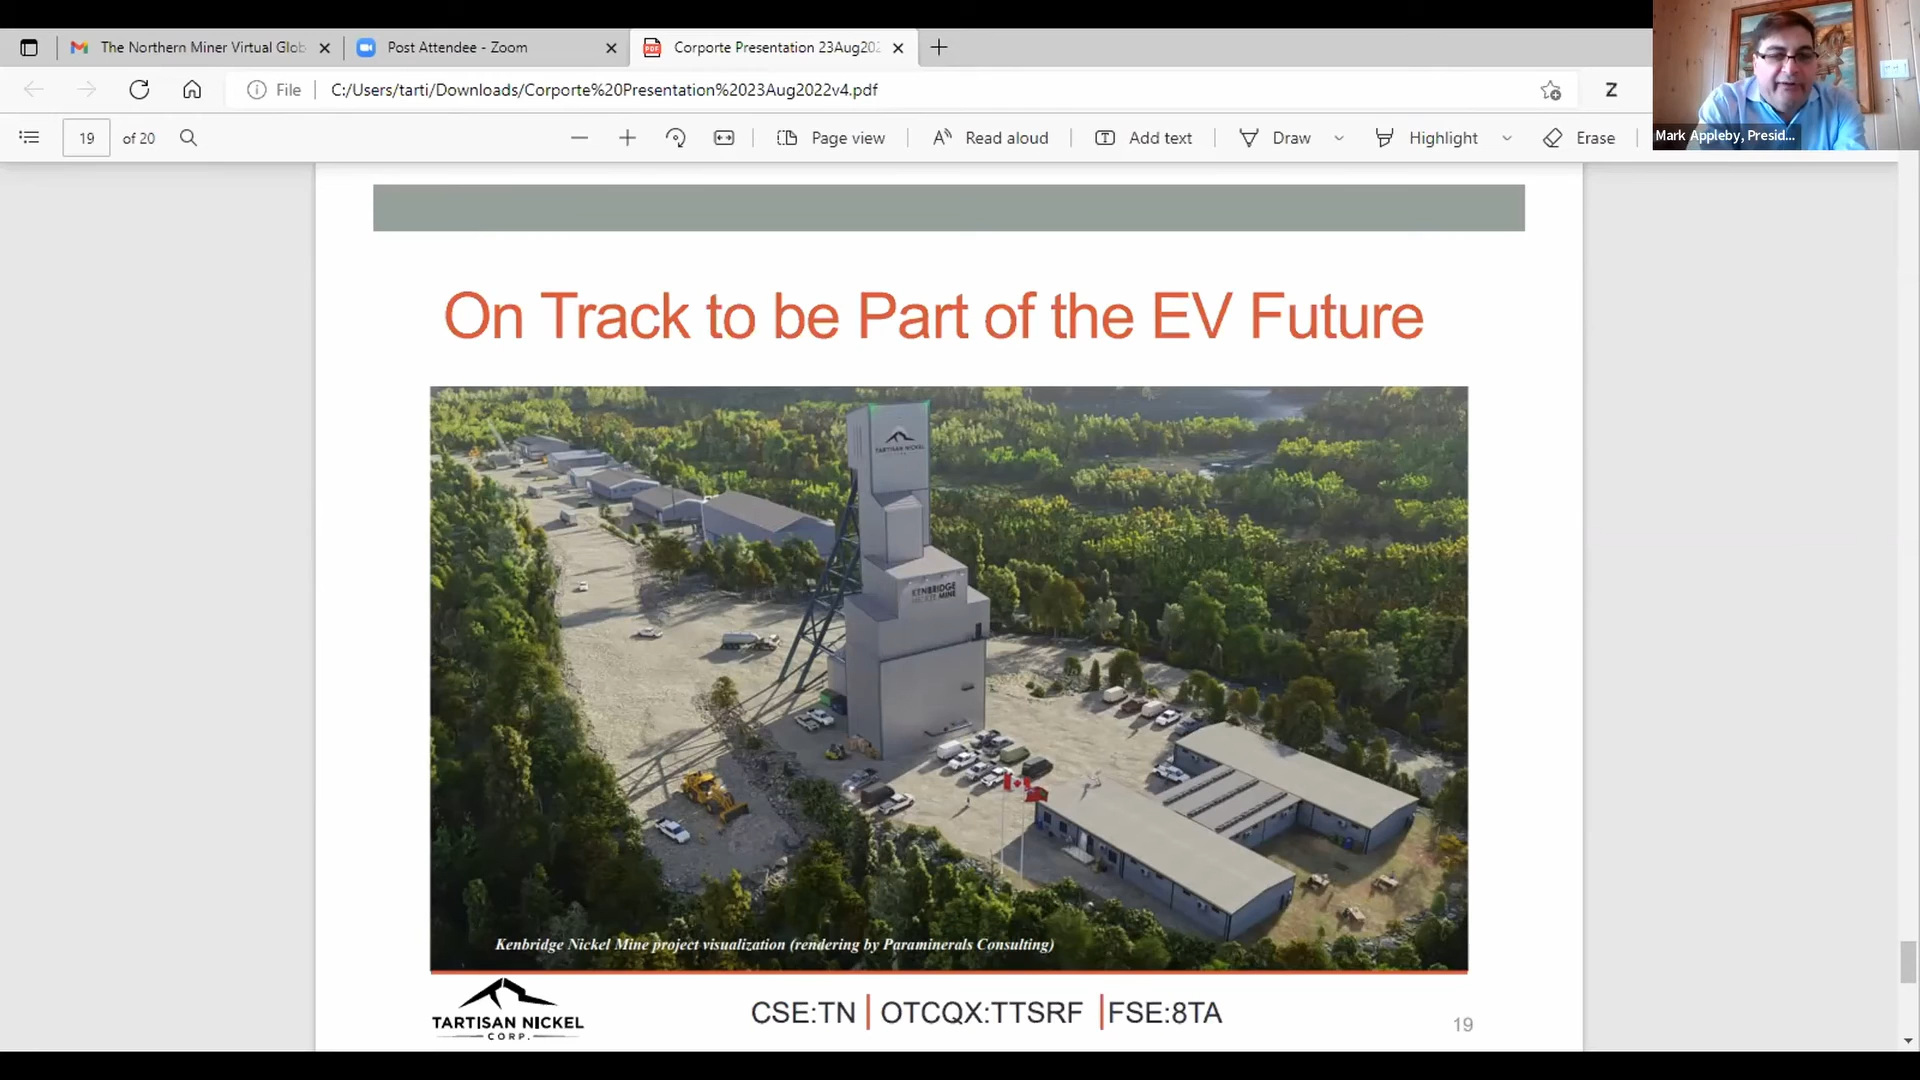 The Northern Miner Virtual Glob
Post Attendee - Zoom
Corporte Presentation 23Aug202
File
C:/Users/tarti/Downloads/Corporte%20Presentation%2023Aug2022v4.pdf
Z
19 of 20
Page view
Read aloud
Add text
Draw
Highlight
Erase
Mark Appleby, Presid...
On Track to be Part of the EV Future
TARTISAN NICKEL
KENBRIDGE
MINE
Kenbridge Nickel Mine project visualization (rendering by Paraminerals Consulting)
TARTISAN NICKEL
CORP.
CSE:TN | OTCQX:TTSRF | FSE:8TA
19